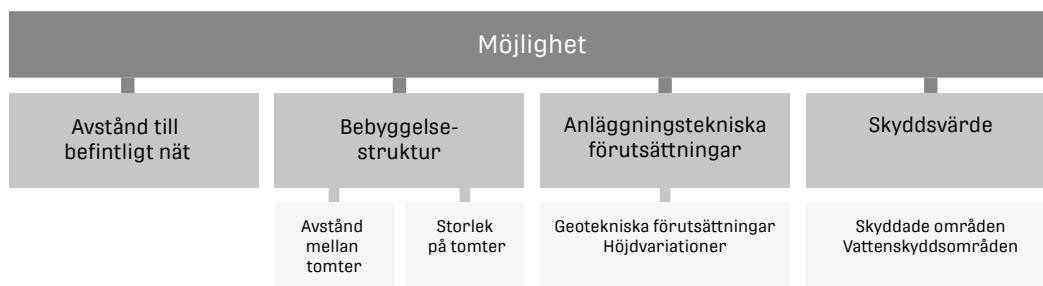 Möjlighet
Avstånd till
befintligt nät
Bebyggelse-
struktur
Anläggningstekniska
förutsättningar
Skyddsvärde
Avstånd
mellan
tomter
Storlek
på tomter
Geotekniska förutsättningar
Höjdvariationer
Skyddade områden
Vattenskyddsområden